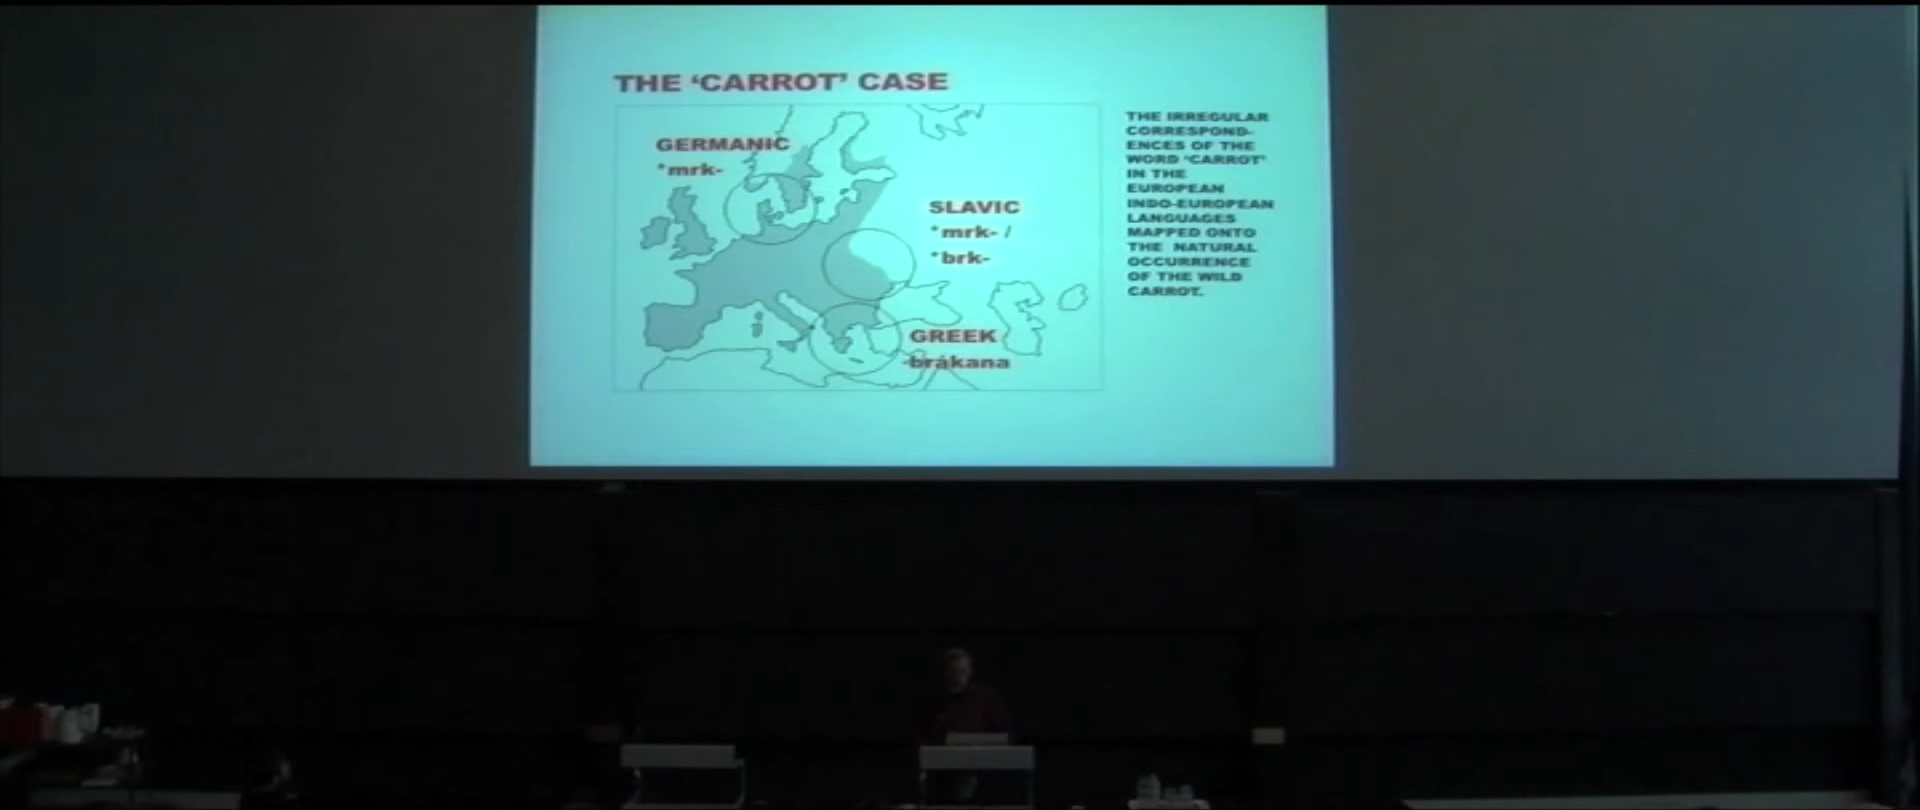 THE ‘CARROT’ CASE
GERMANIC
*mrk-
SLAVIC
*mrk- /
*brk-
GREEK
brákana
THE IRREGULAR
CORRESPOND-
ENCES OF THE
WORD ‘CARROT’
IN THE
EUROPEAN
INDO-EUROPEAN
LANGUAGES
MAPPED ONTO
THE NATURAL
OCCURRENCE
OF THE WILD
CARROT.